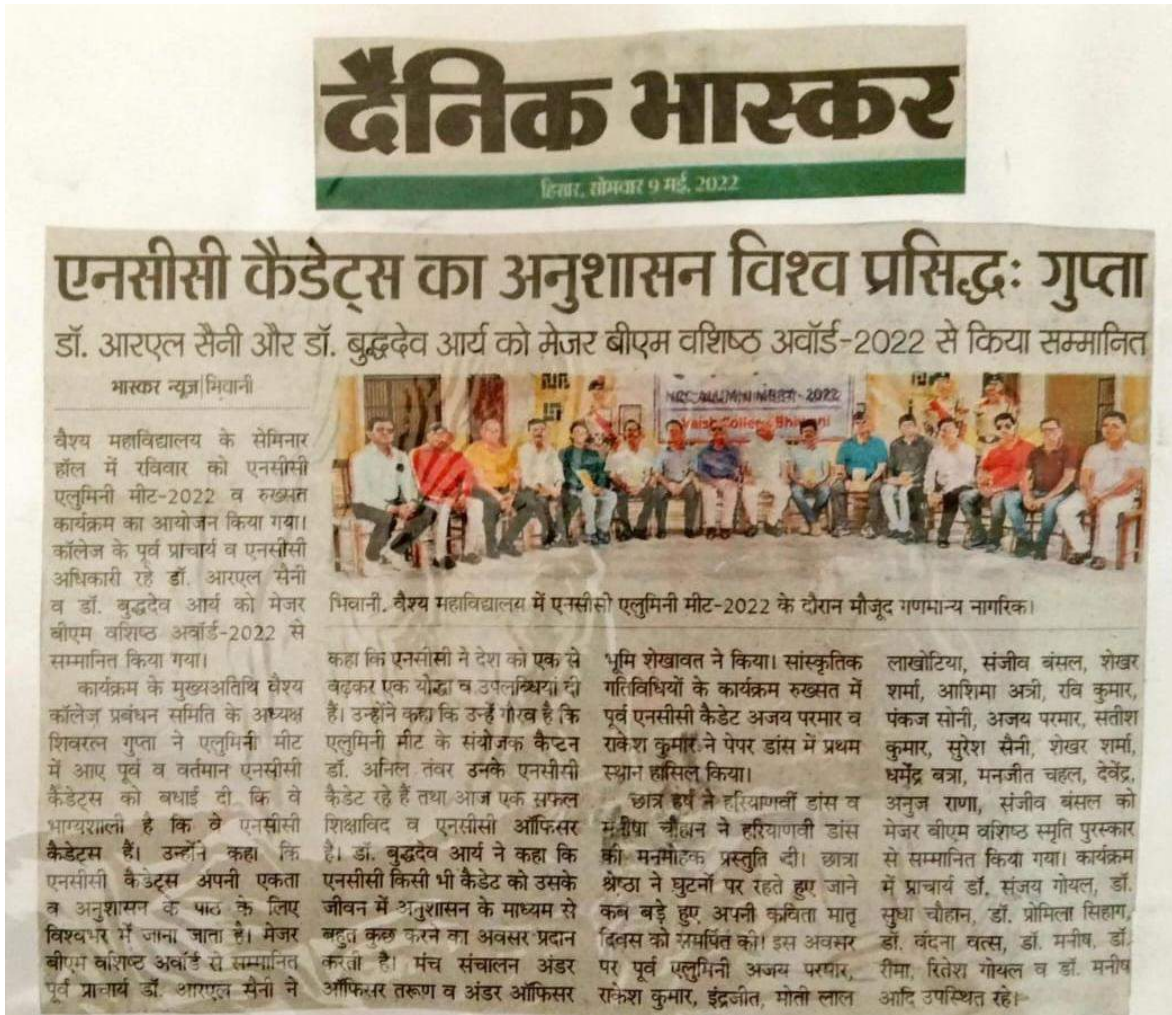 दैनिक भास्कर
हिसार, सोमवार 9 मई, 2022
एनसीसी कैडेट्स का अनुशासन विश्व प्रसिद्धः गुप्ता
डॉ. आरएल सैनी और डॉ. बुद्धदेव आर्य को मेजर बीएम वशिष्ठ अवॉर्ड-2022 से किया सम्मानित
भास्कर न्यूज|भिवानी
वैश्य महाविद्यालय के सेमिनार
हॉल में रविवार को एनसीसी
एलुमिनी मीट-2022 व रुख्सत
कार्यक्रम का आयोजन किया गया।
कॉलेज के पूर्व प्राचार्य व एनसीसी
अधिकारी रहे डॉ. आरएल सैनी
व डॉ. बुद्धदेव आर्य को मेजर
बीएम वशिष्ठ अवॉर्ड-2022 से
सम्मानित किया गया।
कार्यक्रम के मुख्यअतिथि वैश्य
कॉलेज प्रबंधन समिति के अध्यक्ष
शिवरत्न गुप्ता ने एलुमिनी मीट
में आए पूर्व व वर्तमान एनसीसी
कैडेट्स को बधाई दी कि वे
भाग्यशाली है कि वे एनसीसी
कैडेट्स हैं। उन्होंने कहा कि
एनसीसी कैडेट्स अपनी एकता
व अनुशासन के पाठ के लिए
विश्वभर में जाना जाता है। मेजर
बीएम वशिष्ठ अवॉर्ड से सम्मानित
पूर्व प्राचार्य डॉ. आरएल सैनी ने
NCC ALUMNI MEET - 2022
Vaish College Bhiwani
भिवानी. वैश्य महाविद्यालय में एनसीसी एलुमिनी मीट-2022 के दौरान मौजूद गणमान्य नागरिक।
कहा कि एनसीसी ने देश को एक से
बढ़कर एक योद्धा व उपलब्धियां दी
हैं। उन्होंने कहा कि उन्हें गौरव है कि
एलुमिनी मीट के संयोजक कैप्टन
डॉ. अनिल तंवर उनके एनसीसी
कैडेट रहे हैं तथा आज एक सफल
शिक्षाविद व एनसीसी ऑफिसर
है। डॉ. बुद्धदेव आर्य ने कहा कि
एनसीसी किसी भी कैडेट को उसके
जीवन में अनुशासन के माध्यम से
बहुत कुछ करने का अवसर प्रदान
करती है। मंच संचालन अंडर
ऑफिसर तरूण व अंडर ऑफिसर
भूमि शेखावत ने किया। सांस्कृतिक
गतिविधियों के कार्यक्रम रुख्सत में
पूर्व एनसीसी कैडेट अजय परमार व
राकेश कुमार ने पेपर डांस में प्रथम
स्थान हासिल किया।
छात्र हर्ष ने हरियाणवीं डांस व
मनीषा चौहान ने हरियाणवी डांस
की मनमोहक प्रस्तुति दी। छात्रा
श्रेष्ठा ने घुटनों पर रहते हुए जाने
कब बड़े हुए, अपनी कविता मातृ
दिवस को समर्पित की। इस अवसर
पर पूर्व एलुमिनी अजय परमार,
राकेश कुमार, इंद्रजीत, मोती लाल
लाखोटिया, संजीव बंसल, शेखर
शर्मा, आशिमा अत्री, रवि कुमार,
पंकज सोनी, अजय परमार, सतीश
कुमार, सुरेश सैनी, शेखर शर्मा,
धर्मेंद्र बत्रा, मनजीत चहल, देवेंद्र,
अनुज राणा, संजीव बंसल को
मेजर बीएम वशिष्ठ स्मृति पुरस्कार
से सम्मानित किया गया। कार्यक्रम
में प्राचार्य डॉ. संजय गोयल, डॉ.
सुधा चौहान, डॉ. प्रोमिला सिहाग,
डॉ. वंदना वत्स, डॉ. मनीष, डॉ.
रीमा, रितेश गोयल व डॉ. मनीष
आदि उपस्थित रहे।